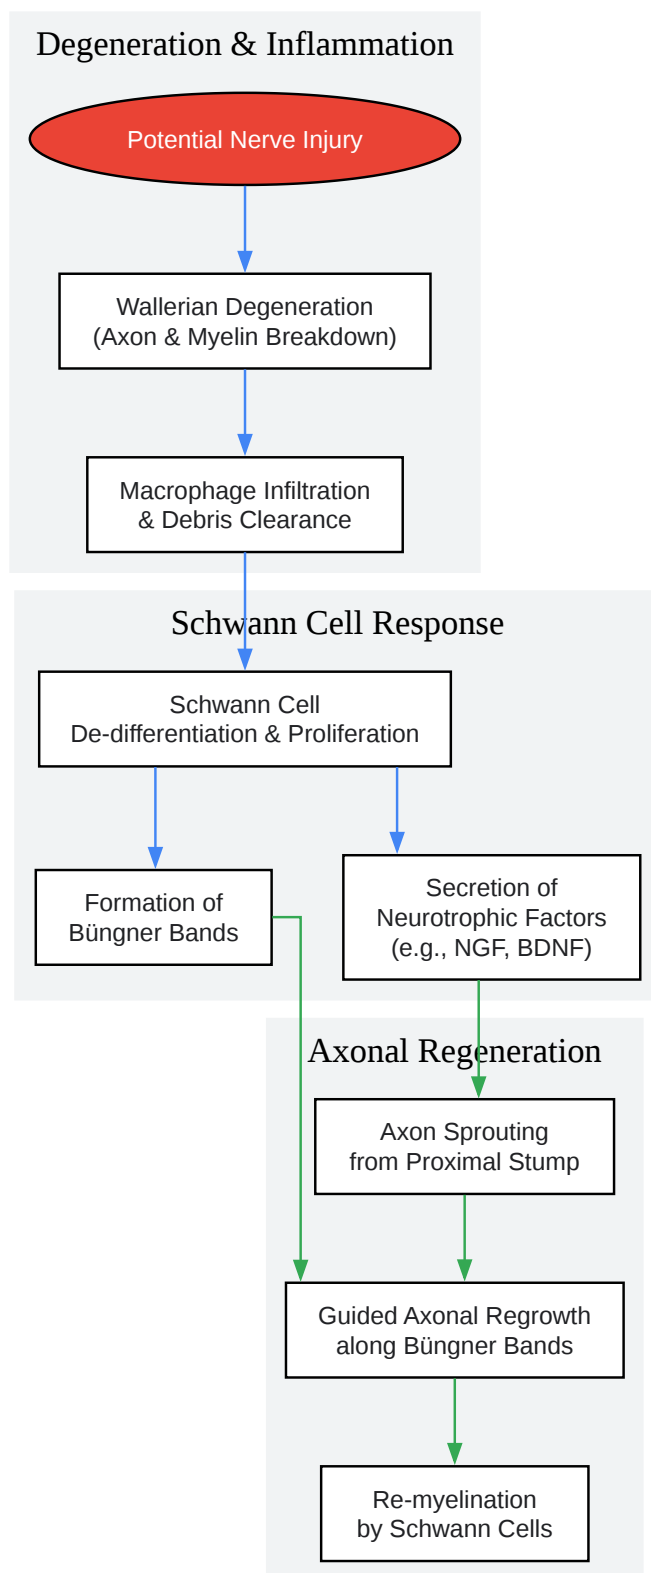 Degeneration & Inflammation
Potential Nerve Injury
Wallerian Degeneration
(Axon & Myelin Breakdown)
Macrophage Infiltration
& Debris Clearance
Schwann Cell Response
Schwann Cell
De-differentiation & Proliferation
Formation of
Büngner Bands
Secretion of
Neurotrophic Factors
(e.g., NGF, BDNF)
Axonal Regeneration
Axon Sprouting
from Proximal Stump
Guided Axonal Regrowth
along Büngner Bands
Re-myelination
by Schwann Cells